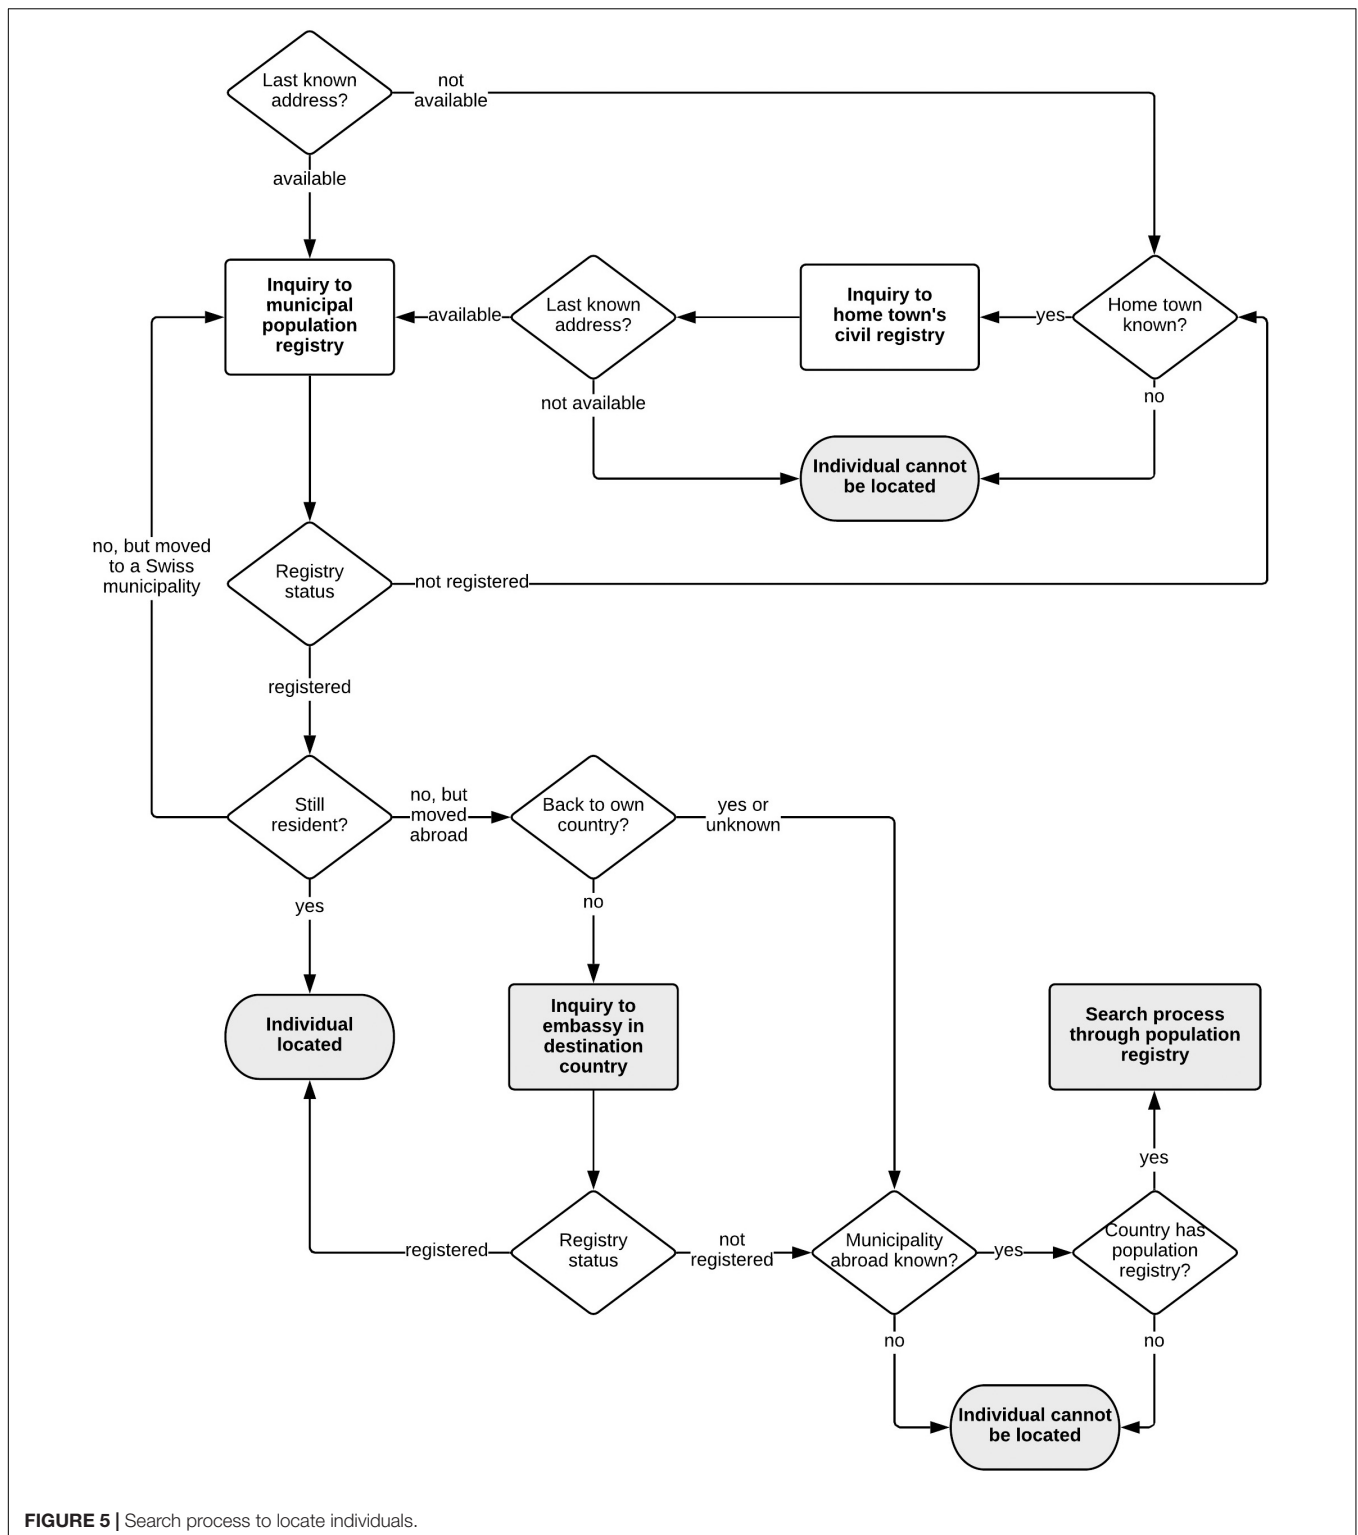 Last known
address?
not
available
available
Inquiry to
municipal
population
registry
available
Last known
address?
Inquiry to
home town's
civil registry
yes
Home town
known?
not available
no
Individual cannot
be located
no, but moved
to a Swiss
municipality
Registry
status
not registered
registered
Still
resident?
no, but
moved
abroad
Back to own
country?
yes or
unknown
yes
no
Individual
located
Inquiry to
embassy in
destination
country
Search process
through population
registry
yes
registered
Registry
status
not
registered
Municipality
abroad known?
yes
Country has
population
registry?
no
no
Individual cannot
be located
FIGURE 5 | Search process to locate individuals.